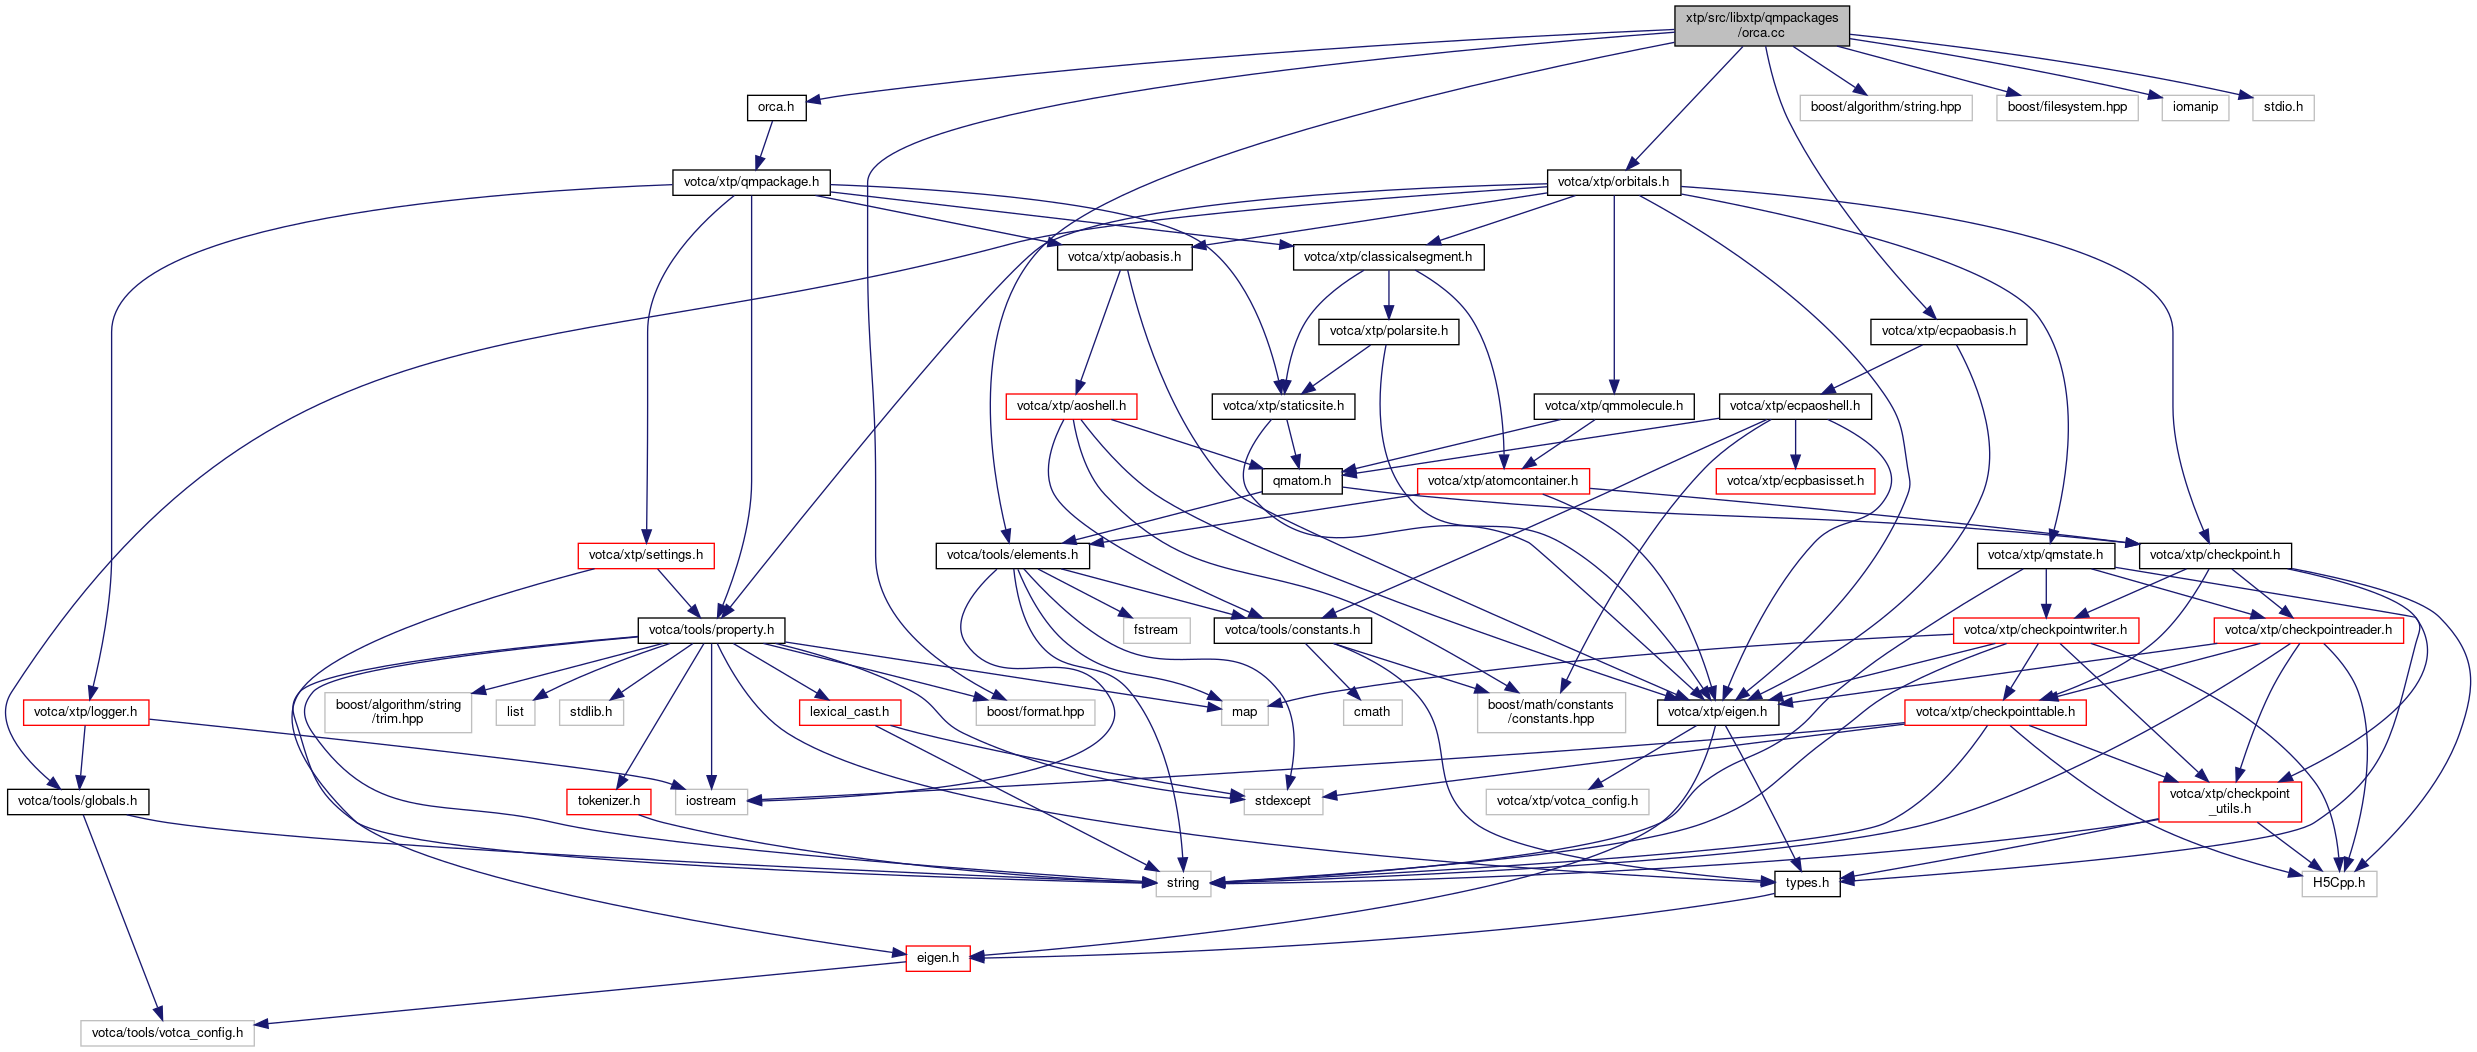 xtp/src/libxtp/qmpackages
/orca.cc
orca.h
boost/algorithm/string.hpp
boost/filesystem.hpp
iomanip
stdio.h
votca/xtp/qmpackage.h
votca/xtp/orbitals.h
votca/xtp/aobasis.h
votca/xtp/classicalsegment.h
votca/xtp/polarsite.h
votca/xtp/ecpaobasis.h
votca/xtp/aoshell.h
votca/xtp/staticsite.h
votca/xtp/qmmolecule.h
votca/xtp/ecpaoshell.h
qmatom.h
votca/xtp/atomcontainer.h
votca/xtp/ecpbasisset.h
votca/xtp/settings.h
votca/tools/elements.h
votca/xtp/qmstate.h
votca/xtp/checkpoint.h
votca/tools/property.h
fstream
votca/tools/constants.h
votca/xtp/checkpointwriter.h
votca/xtp/checkpointreader.h
votca/xtp/logger.h
boost/algorithm/string
/trim.hpp
list
stdlib.h
lexical_cast.h
boost/format.hpp
map
cmath
boost/math/constants
/constants.hpp
votca/xtp/eigen.h
votca/xtp/checkpointtable.h
votca/tools/globals.h
tokenizer.h
iostream
stdexcept
votca/xtp/votca_config.h
votca/xtp/checkpoint
_utils.h
string
types.h
H5Cpp.h
eigen.h
votca/tools/votca_config.h